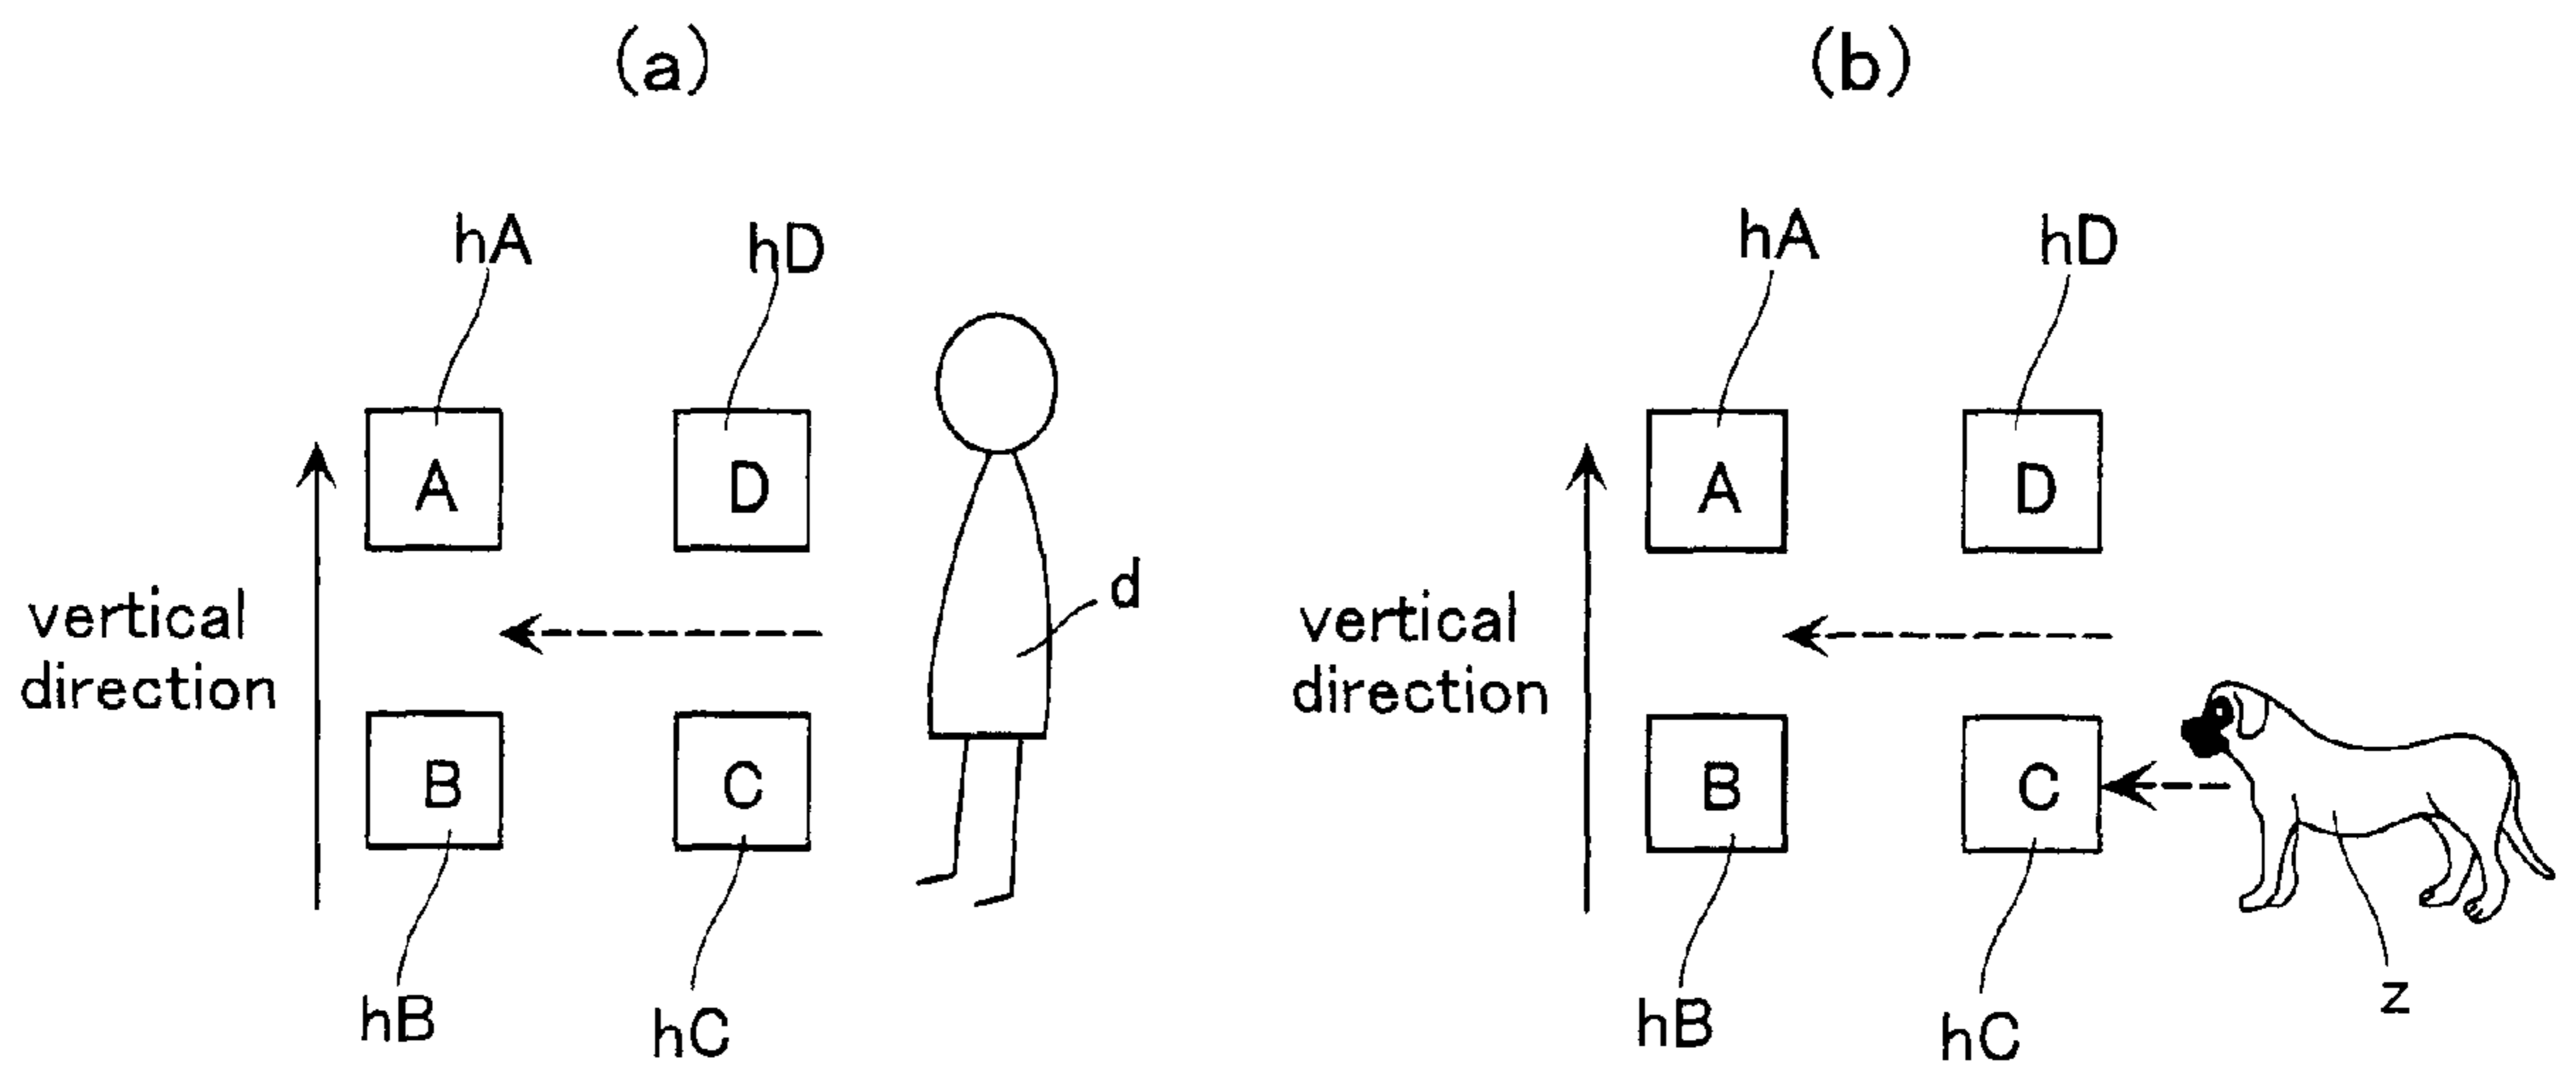 (a)
hA
hD
A
D
d
vertical
direction
B
C
hB
hC
(b)
hA
hD
A
D
vertical
direction
B
C
z
hB
hC